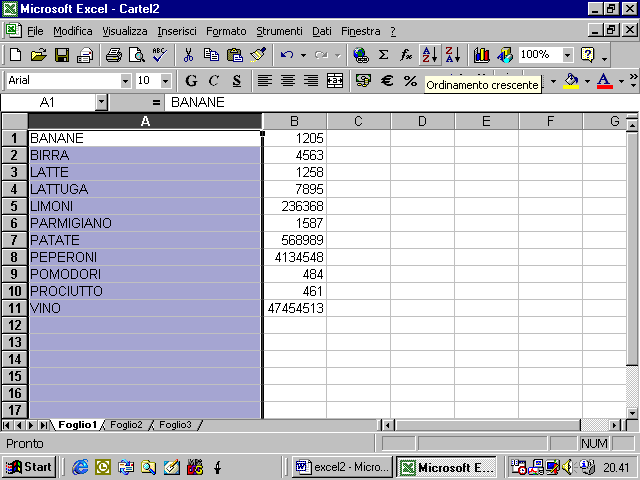 Microsoft Excel - Cartel2
File Modifica Visualizza Inserisci Formato Strumenti Dati Finestra ?
ABC Σ fx A Z Z A 100% ?
Arial 10 G C S € % A
Ordinamento crescente
A1 = BANANE
A B C D E F G
1 BANANE 1205
2 BIRRA 4563
3 LATTE 1258
4 LATTUGA 7895
5 LIMONI 236368
6 PARMIGIANO 1587
7 PATATE 568989
8 PEPERONI 4134548
9 POMODORI 484
10 PROCIUTTO 461
11 VINO 47454513
12
13
14
15
16
17
Foglio1 Foglio2 Foglio3
Pronto NUM
Start excel2 - Micro... Microsoft E... 20.41